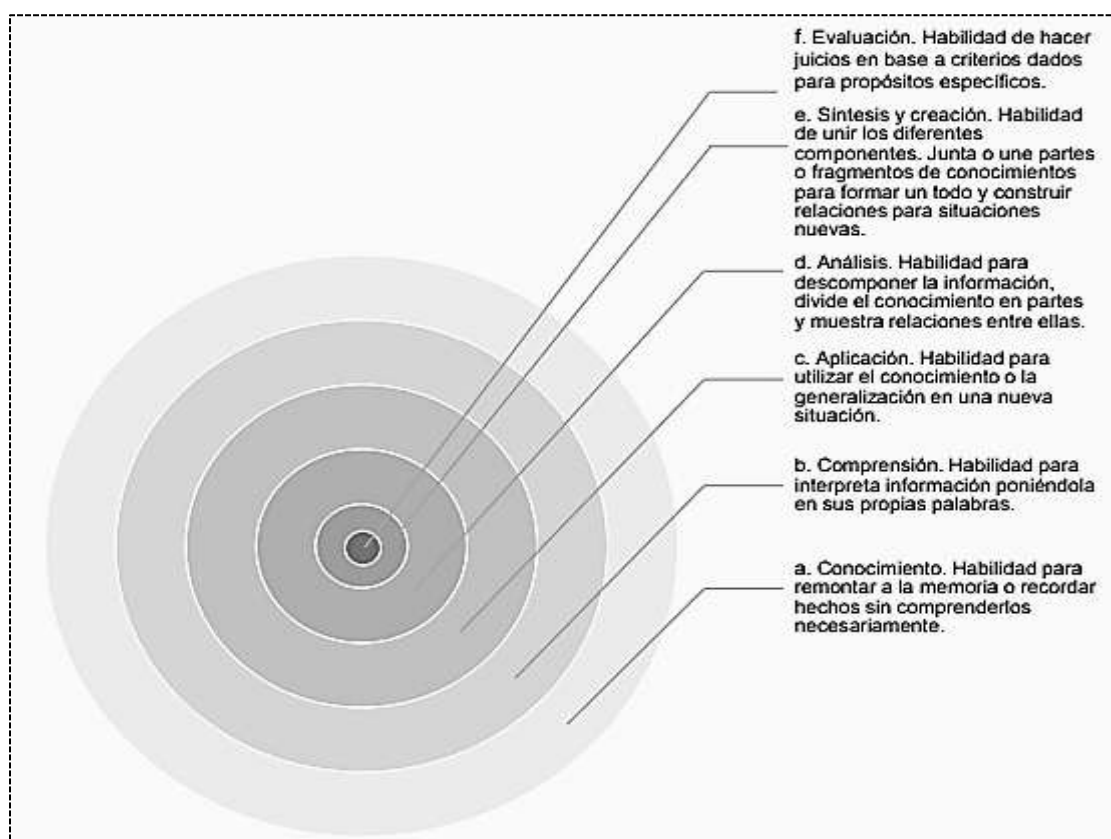 f. Evaluación. Habilidad de hacer
juicios en base a criterios dados
para propósitos específicos.
e. Síntesis y creación. Habilidad
de unir los diferentes
componentes. Junta o une partes
o fragmentos de conocimientos
para formar un todo y construir
relaciones para situaciones
nuevas.
d. Análisis. Habilidad para
descomponer la información,
divide el conocimiento en partes
y muestra relaciones entre ellas.
c. Aplicación. Habilidad para
utilizar el conocimiento o la
generalización en una nueva
situación.
b. Comprensión. Habilidad para
interpreta información poniéndola
en sus propias palabras.
a. Conocimiento. Habilidad para
remontar a la memoria o recordar
hechos sin comprenderlos
necesariamente.